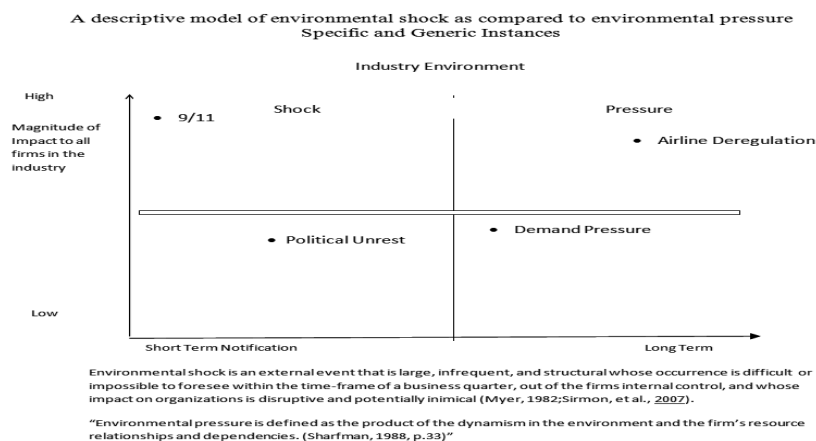 A descriptive model of environmental shock as compared to environmental pressure
Specific and Generic Instances
Industry Environment
High
Shock
Pressure
• 9/11
Magnitude of
Impact to all
firms in the
industry
• Airline Deregulation
• Political Unrest
• Demand Pressure
Low
Short Term Notification
Long Term
Environmental shock is an external event that is large, infrequent, and structural whose occurrence is difficult or
impossible to foresee within the time-frame of a business quarter, out of the firms internal control, and whose
impact on organizations is disruptive and potentially inimical (Myer, 1982;Sirmon, et al., 2007).
“Environmental pressure is defined as the product of the dynamism in the environment and the firm’s resource
relationships and dependencies. (Sharfman, 1988, p.33)”